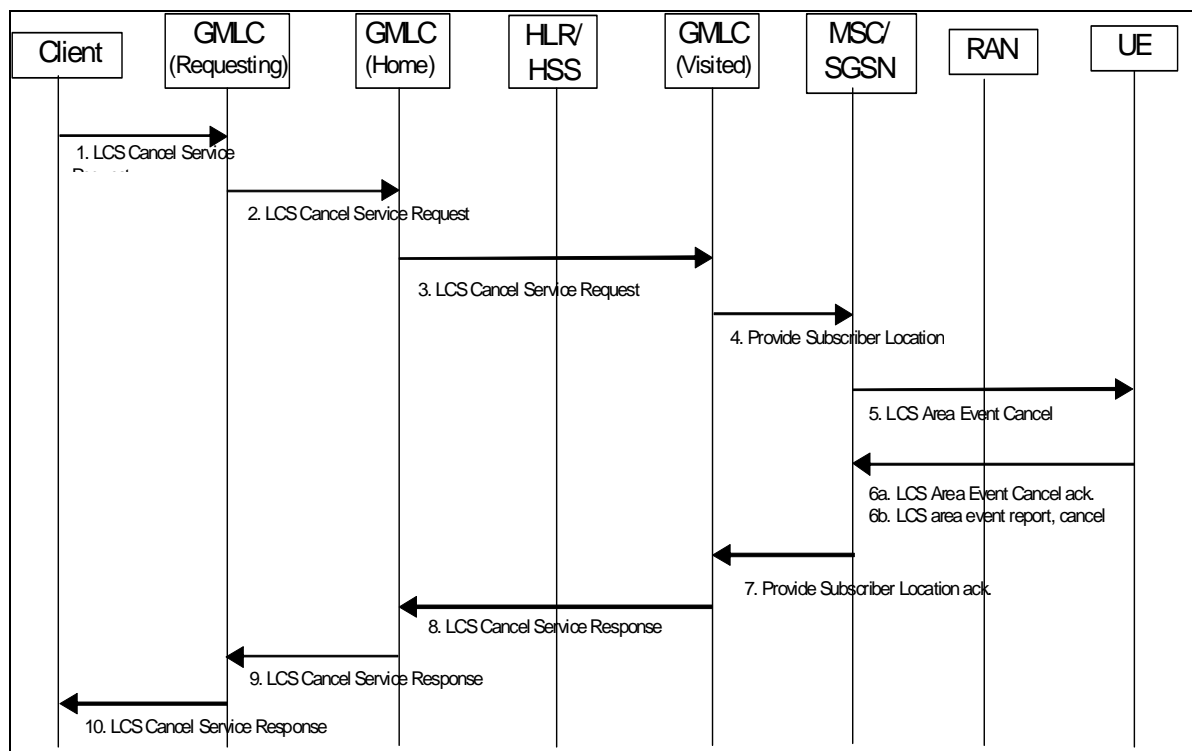 Client
GMLC
(Requesting)
GMLC
(Home)
HLR/
HSS
GMLC
(Visited)
MSC/
SGSN
RAN
UE
1. LCS Cancel Service
2. LCS Cancel Service Request
3. LCS Cancel Service Request
4. Provide Subscriber Location
5. LCS Area Event Cancel
6a. LCS Area Event Cancel ack.
6b. LCS area event report, cancel
7. Provide Subscriber Location ack.
8. LCS Cancel Service Response
9. LCS Cancel Service Response
10. LCS Cancel Service Response